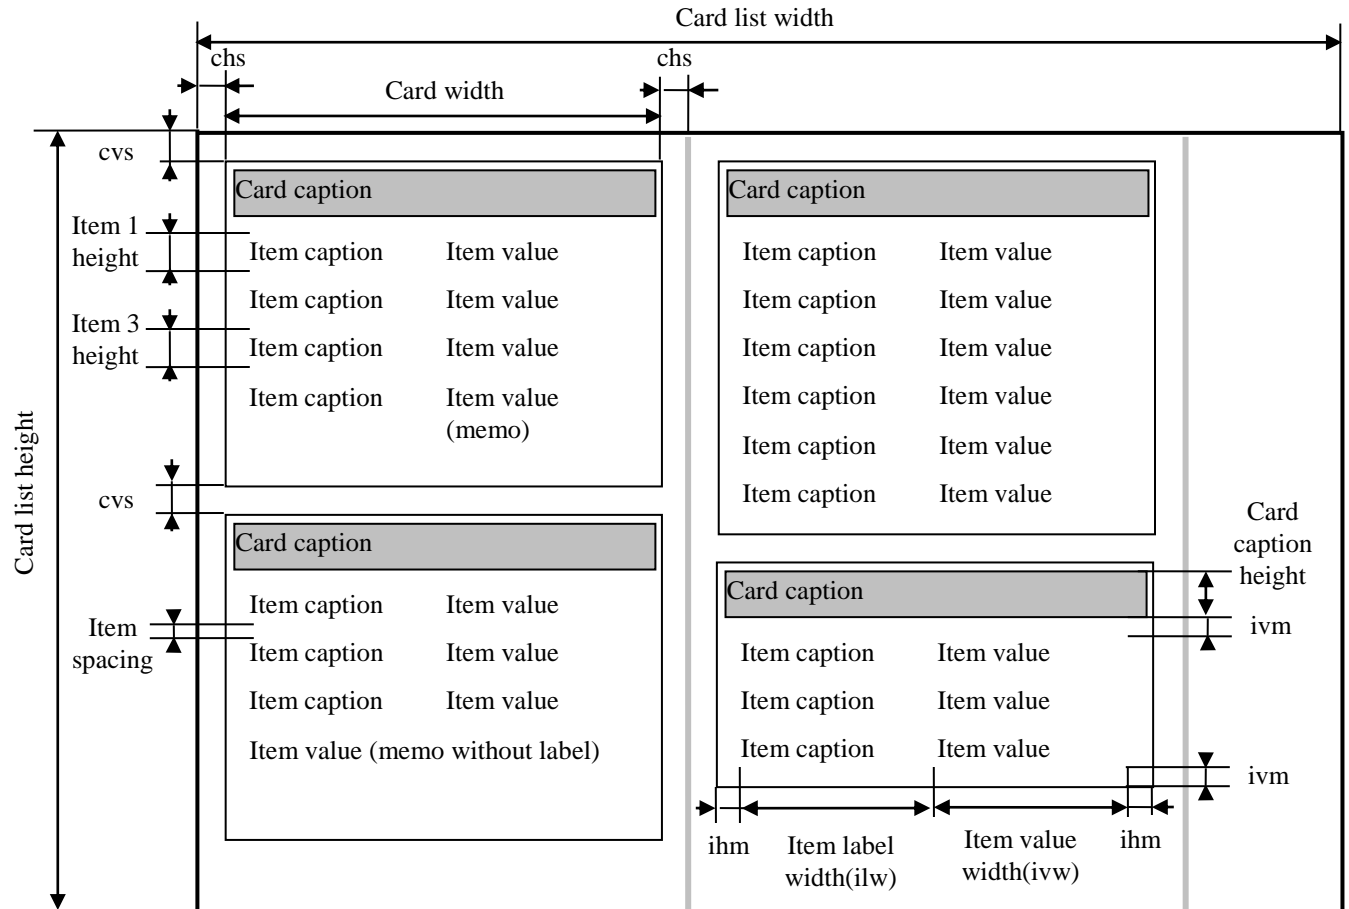 Card list width
chs
chs
Card width
cvs
Card caption
Card caption
Item 1
height
Item caption
Item value
Item caption
Item value
Item caption
Item value
Item caption
Item value
Item 3
height
Item caption
Item value
Item caption
Item value
Item caption
Item value
(memo)
Item caption
Item value
Item caption
Item value
Item caption
Item value
Card list height
cvs
Card
caption
height
Card caption
Card caption
Item caption
Item value
ivm
Item
spacing
Item caption
Item value
Item caption
Item value
Item caption
Item value
Item caption
Item value
Item value (memo without label)
Item caption
Item value
ivm
ihm
Item label
width(ilw)
Item value
width(ivw)
ihm